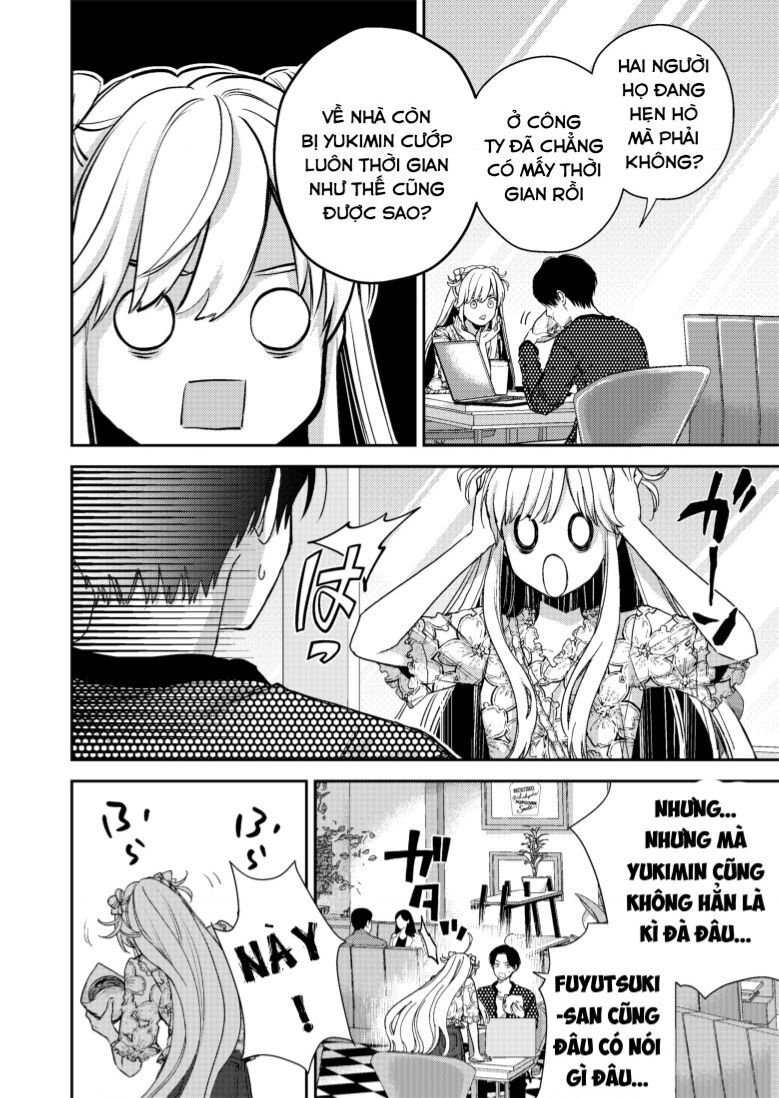 HAI NGƯỜI
HỌ ĐANG
HẸN HÒ
MÀ PHẢI
KHÔNG?
Ở CÔNG
TY ĐÃ CHẲNG
CÓ MẤY THỜI
GIAN RỒI
VỀ NHÀ CÒN
BỊ YUKIMIN CƯỚP
LUÔN THỜI GIAN
NHƯ THẾ CŨNG
ĐƯỢC SAO?
ガーン
はっ
NHƯNG...
NHƯNG MÀ
YUKIMIN CŨNG
KHÔNG HẲN LÀ
KÌ ĐÀ ĐÂU...
FUYUTSUKI
-SAN CŨNG
ĐÂU CÓ NÓI
GÌ ĐÂU...
ガタッ
NÀY
!
ふら
ふら